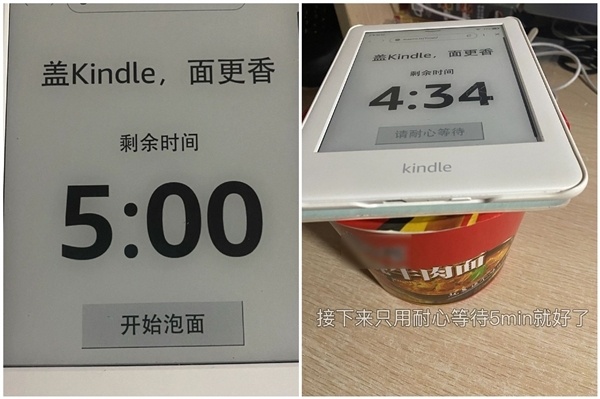 盖Kindle，面更香
剩余时间
5:00
开始泡面
盖Kindle，面更香
剩余时间
4:34
请耐心等待
kindle
牛肉面
接下来只用耐心等待5min就好了